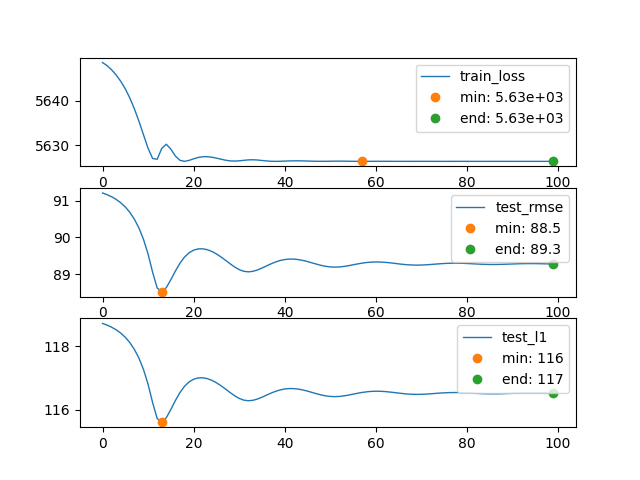 train_loss
min: 5.63e+03
end: 5.63e+03
5640
5630
0 20 40 60 80 100
test_rmse
min: 88.5
end: 89.3
91
90
89
0 20 40 60 80 100
test_l1
min: 116
end: 117
118
116
0 20 40 60 80 100